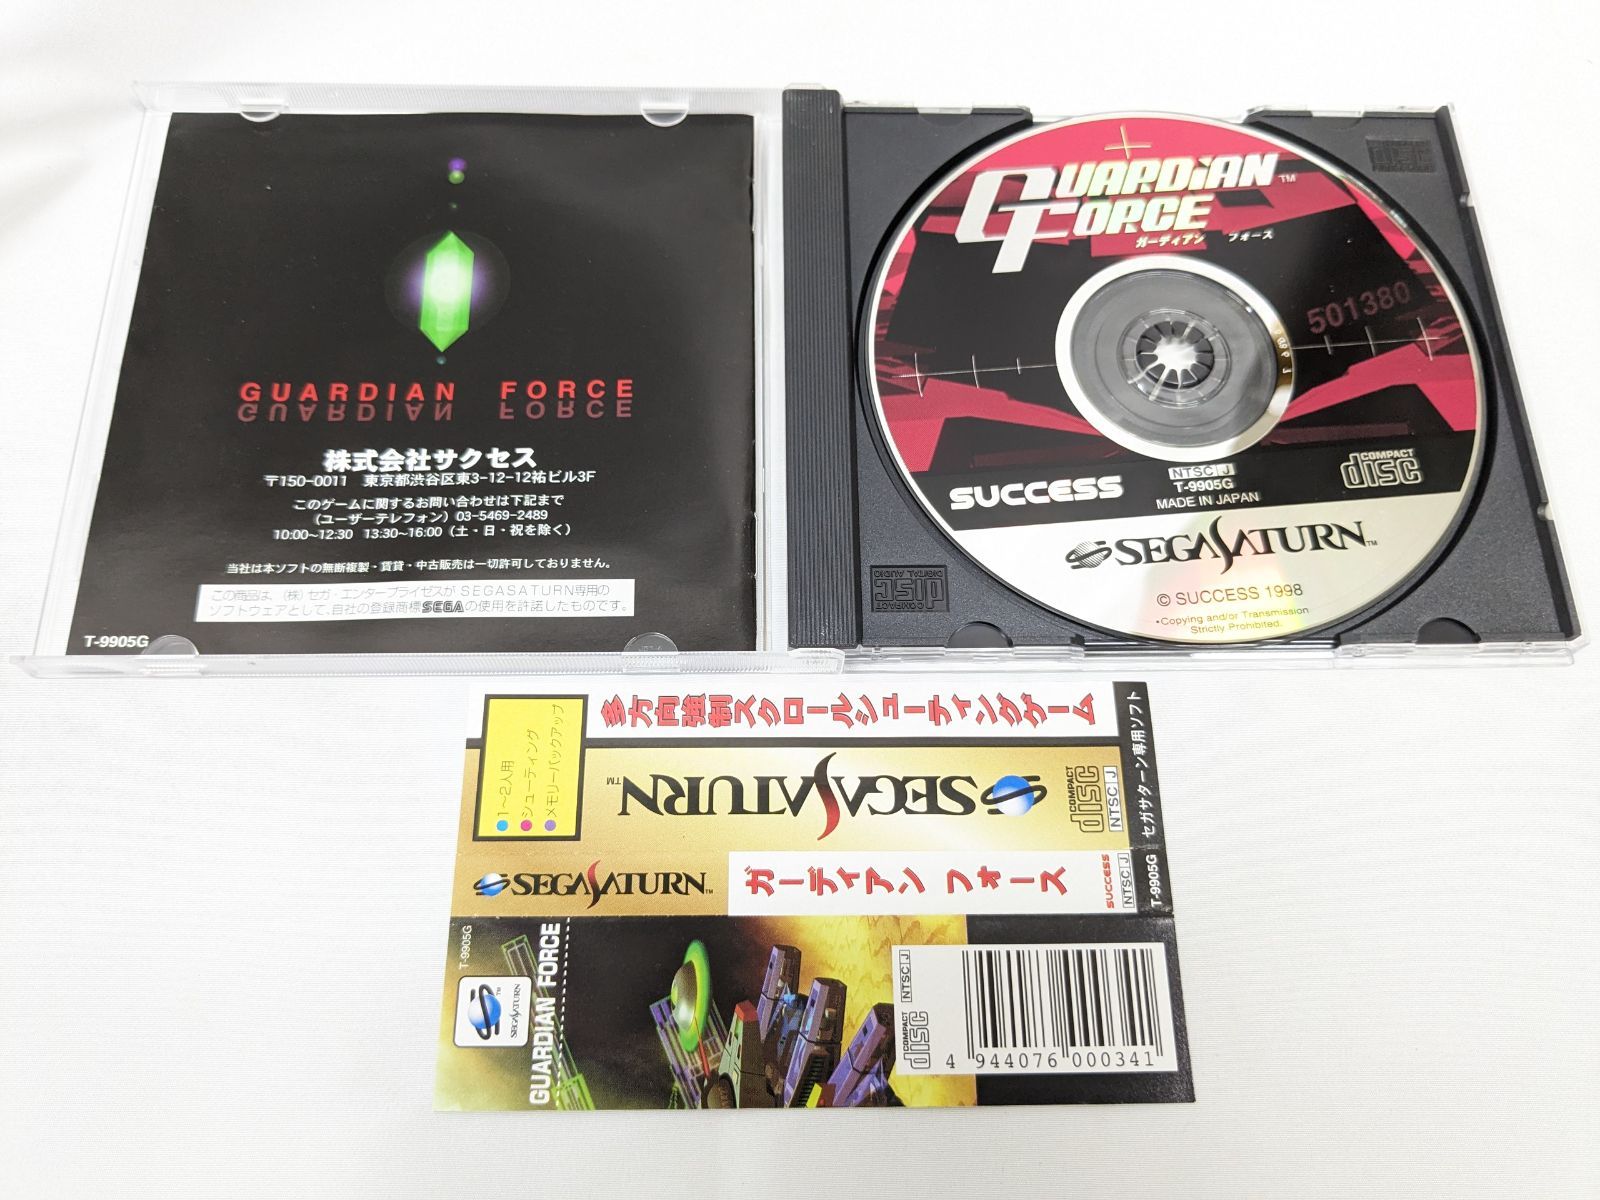 GUARDIAN FORCE
株式会社サクセス
〒150-0011 東京都渋谷区東3-12-12祐ビル3F
このゲームに関するお問い合わせは下記まで
(ユーザーテレフォン) 03-5469-2489
10:00~12:30 13:30~16:00 (土・日・祝を除く)
当社は本ソフトの無断複製・賃貸・中古販売は一切許可しておりません。
この商品は、(株)セガ・エンタープライゼスがSEGASATURN専用の
ソフトウェアとして、自社の登録商標SEGAの使用を許諾したものです。
T-9905G
GUARDIAN FORCE™
ガーディアン フォース
501380
SUCCESS
NTSC J
T-9905G
MADE IN JAPAN
COMPACT disc
SEGASATURN™
© SUCCESS 1998
•Copying and/or Transmission
Strictly Prohibited.
COMPACT disc DIGITAL AUDIO
多方向強制スクロールシューティングゲーム
●1~2人用
●シューティング
●メモリーバックアップ
SEGASATURN™
COMPACT disc
NTSC J
セガサターン専用ソフト
SEGASATURN™
ガーディアン フォース
SUCCESS
NTSC J
T-9905G
T-9905G
SEGASATURN
GUARDIAN FORCE
COMPACT disc
NTSC J
4 944076 000341